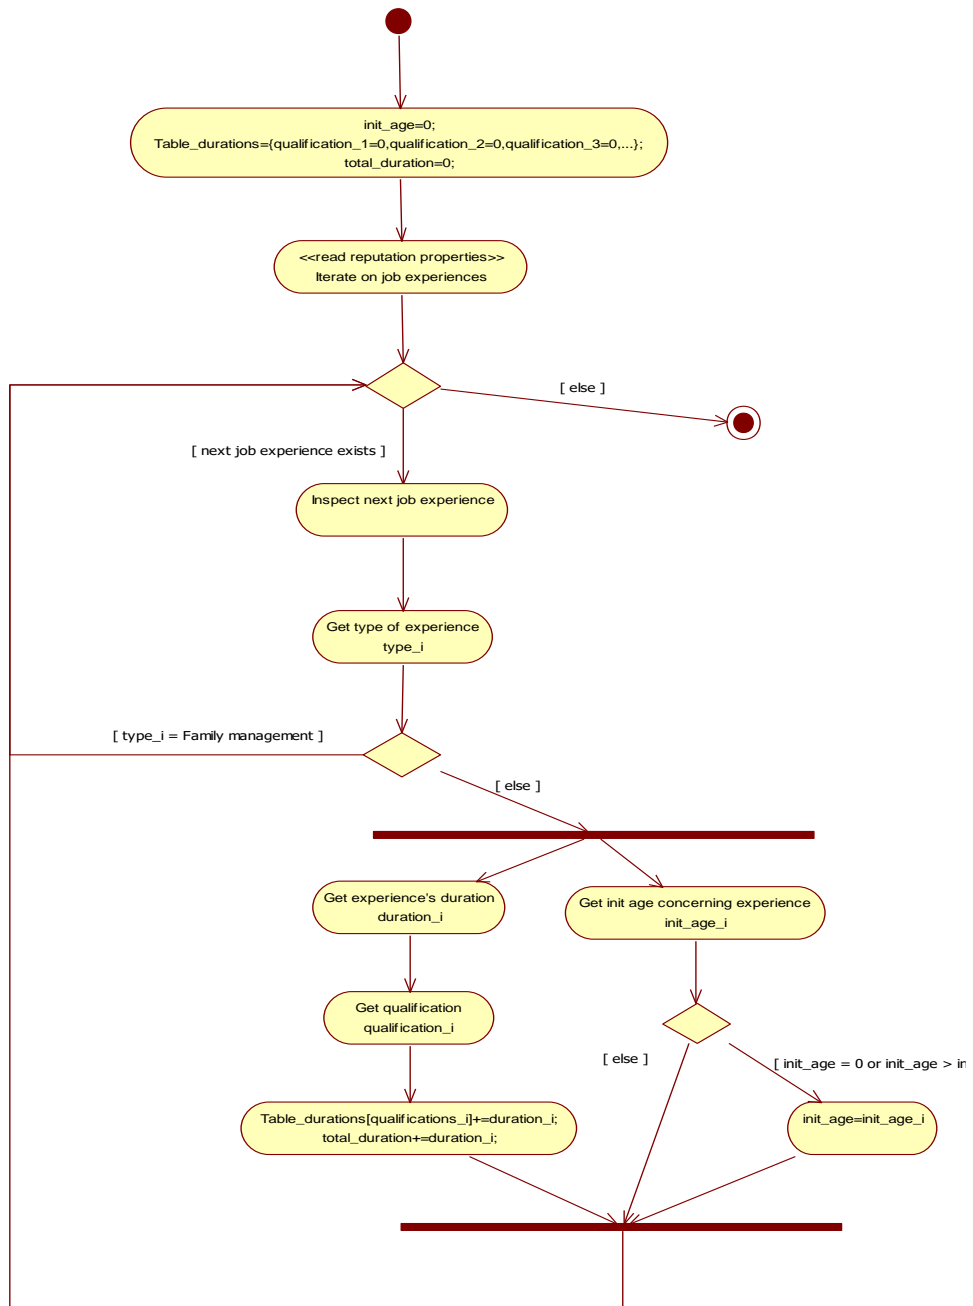 init_age=0;
Table_durations={qualification_1=0,qualification_2=0,qualification_3=0,...};
total_duration=0;
<<read reputation properties>>
Iterate on job experiences
[ else ]
[ next job experience exists ]
Inspect next job experience
Get type of experience
type_i
[ type_i = Family management ]
[ else ]
Get experience's duration
duration_i
Get init age concerning experience
init_age_i
Get qualification
qualification_i
[ else ]
[ init_age = 0 or init_age > in
Table_durations[qualifications_i]+=duration_i;
total_duration+=duration_i;
init_age=init_age_i